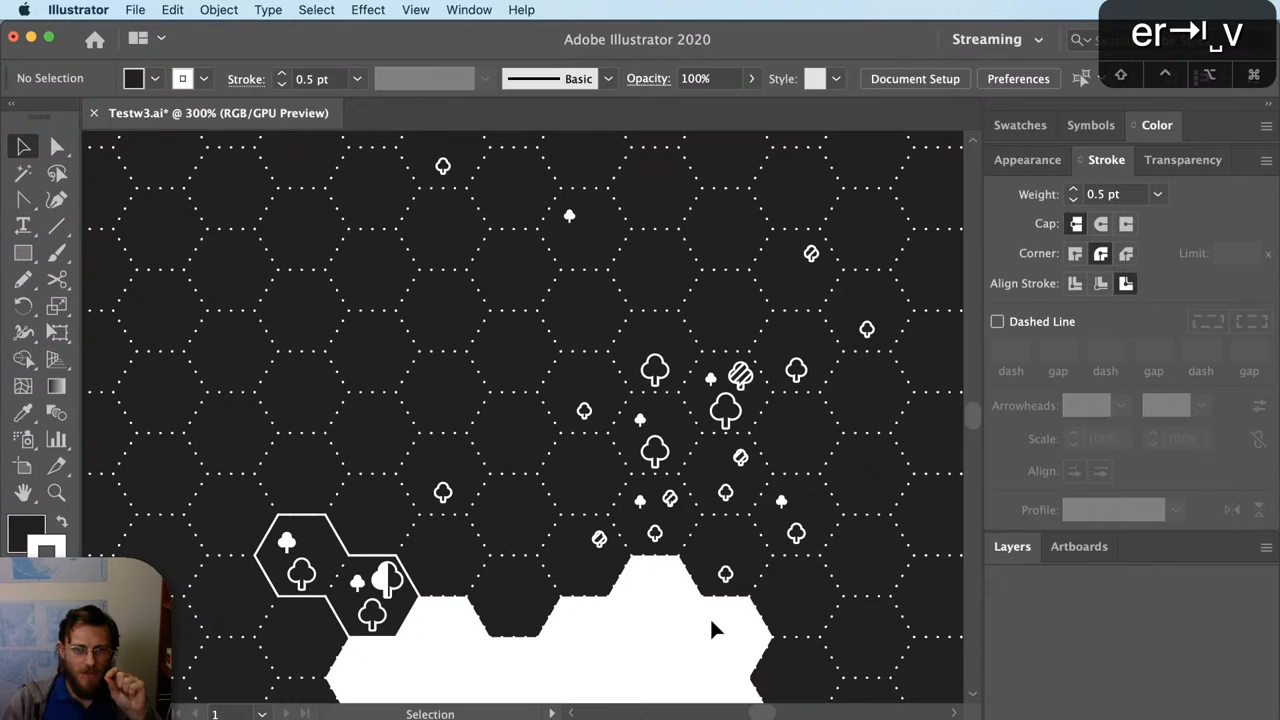 Illustrator File Edit Object Type Select Effect View Window Help
er→ ␣v
Adobe Illustrator 2020
Streaming
No Selection
Stroke: 0.5 pt
Basic
Opacity: 100%
Style:
Document Setup
Preferences
Testw3.ai* @ 300% (RGB/GPU Preview)
Swatches Symbols Color
Appearance Stroke Transparency
Weight: 0.5 pt
Cap:
Corner: Limit: x
Align Stroke:
Dashed Line
dash gap dash gap dash gap
Arrowheads:
Scale: 100% 100%
Align:
Profile:
Layers Artboards
1
Selection